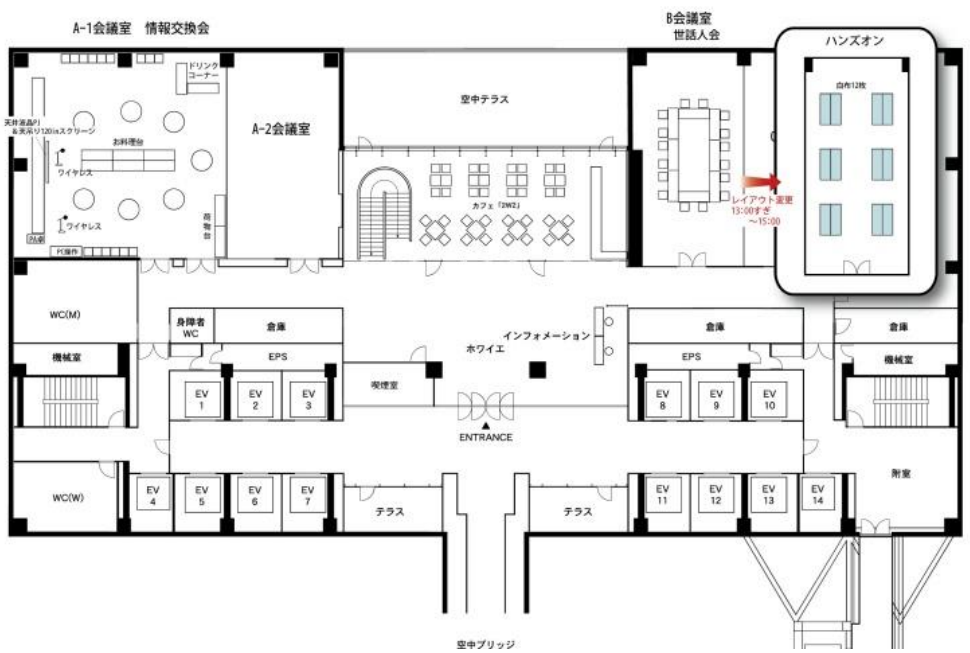 A-1会議室 情報交換会
B会議室
世話人会
ハンズオン
ドリンク
コーナー
白布12枚
空中テラス
天井液晶PJ
&天吊り120inスクリーン
お料理台
A-2会議室
ワイヤレス
カフェ「2W2」
レイアウト変更
13:00すぎ
~15:00
荷物台
ワイヤレス
PA卓
PC操作
WC(M)
身障者
WC
倉庫
インフォメーション
ホワイエ
倉庫
倉庫
機械室
EPS
喫煙室
EPS
機械室
EV
1
EV
2
EV
3
EV
8
EV
9
EV
10
ENTRANCE
WC(W)
EV
4
EV
5
EV
6
EV
7
テラス
テラス
EV
11
EV
12
EV
13
EV
14
附室
空中ブリッジ